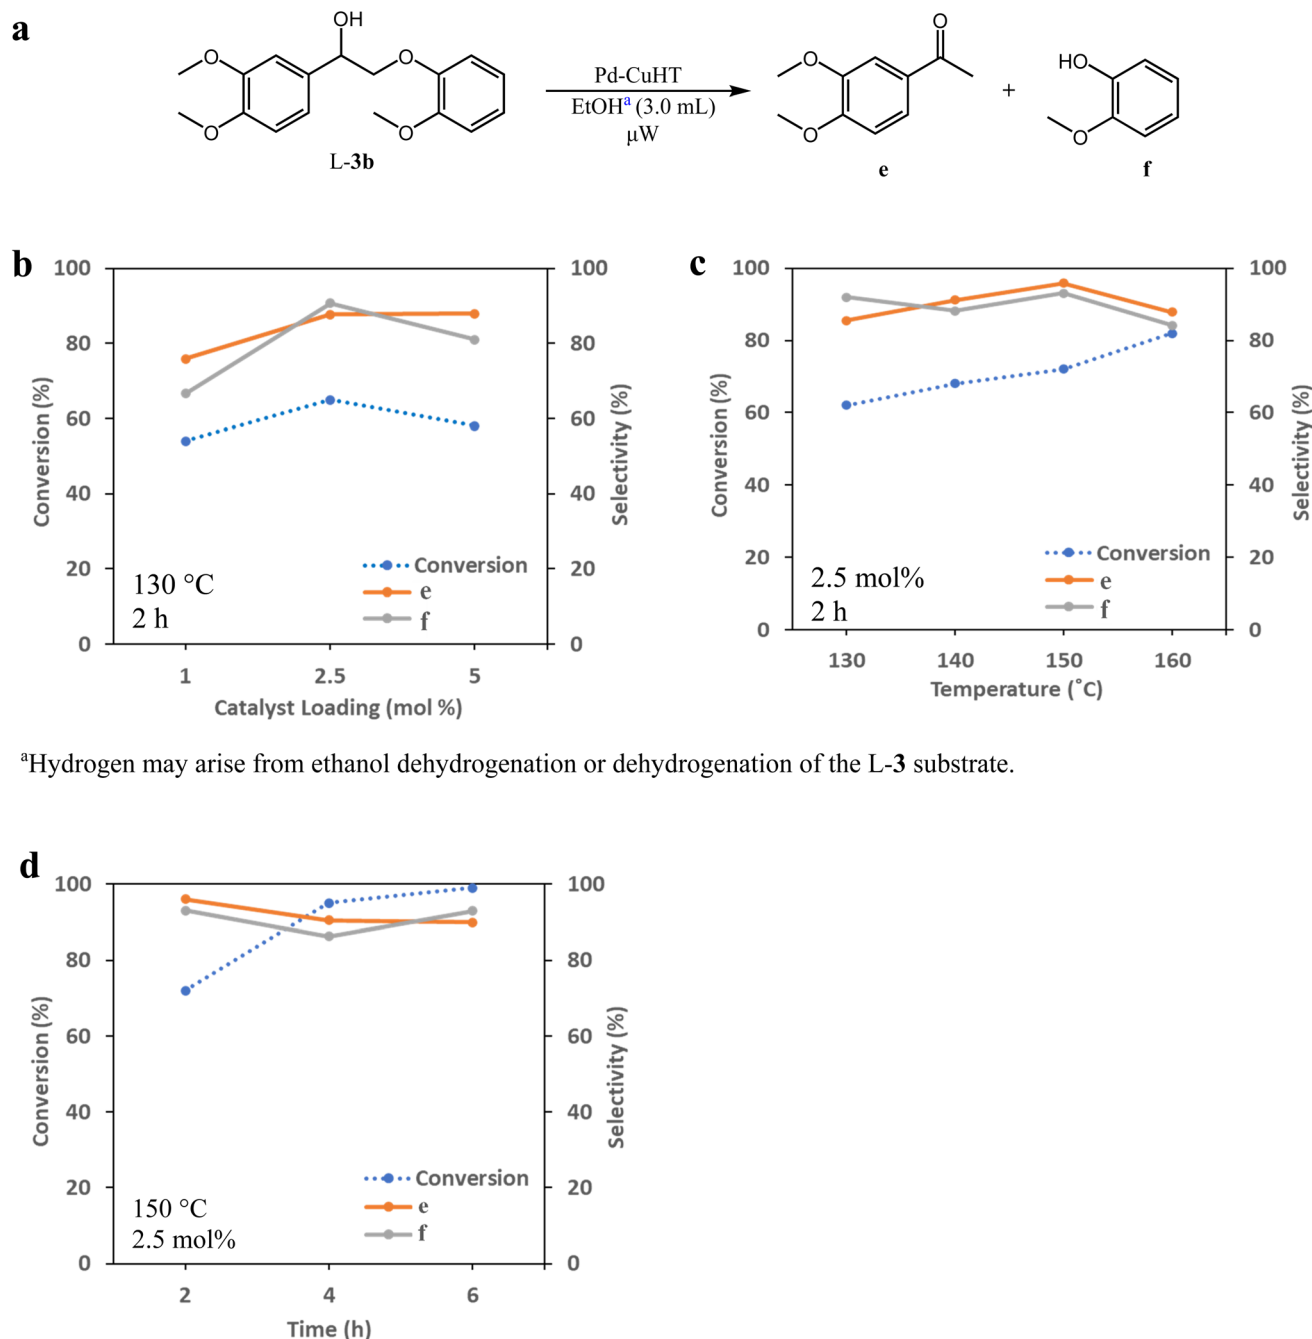 a
OH
O
O
O
O
L-3b
Pd-CuHT
EtOHᵃ (3.0 mL)
µW
O
O
O
e
+
HO
O
f
b
100
80
60
40
20
0
Conversion (%)
100
80
60
40
20
0
Selectivity (%)
Conversion
e
f
130 °C
2 h
1 2.5 5
Catalyst Loading (mol %)
c
100
80
60
40
20
0
Conversion (%)
100
80
60
40
20
0
Selectivity (%)
Conversion
e
f
2.5 mol%
2 h
130 140 150 160
Temperature (˚C)
ᵃHydrogen may arise from ethanol dehydrogenation or dehydrogenation of the L-3 substrate.
d
100
80
60
40
20
0
Conversion (%)
100
80
60
40
20
0
Selectivity (%)
Conversion
e
f
150 °C
2.5 mol%
2 4 6
Time (h)